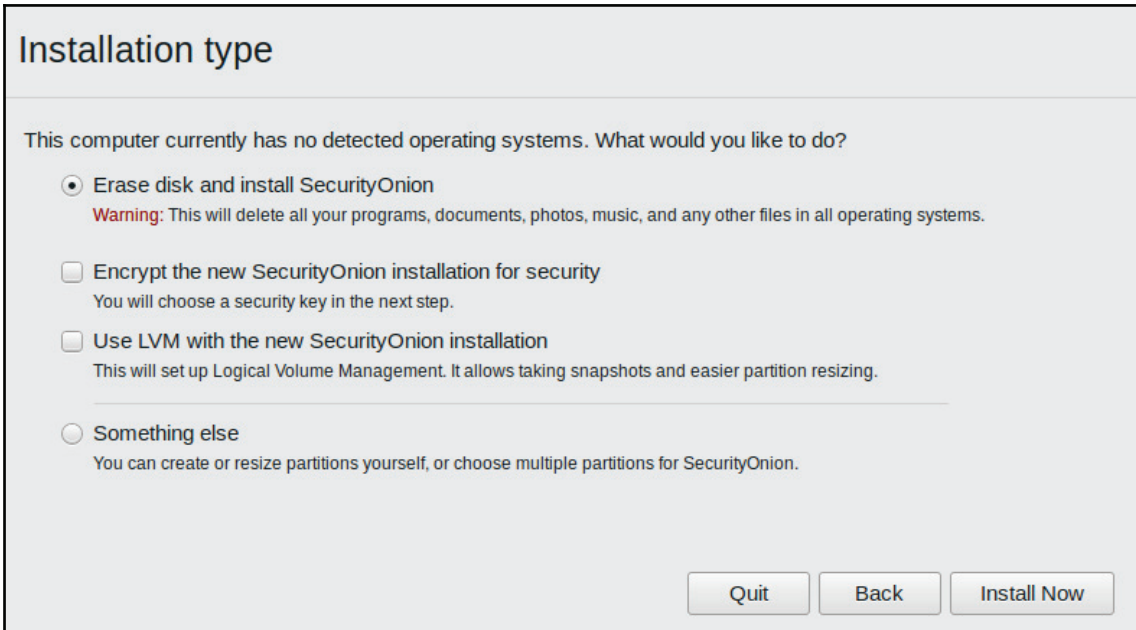 Installation type
This computer currently has no detected operating systems. What would you like to do?
Erase disk and install SecurityOnion
Warning: This will delete all your programs, documents, photos, music, and any other files in all operating systems.
Encrypt the new SecurityOnion installation for security
You will choose a security key in the next step.
Use LVM with the new SecurityOnion installation
This will set up Logical Volume Management. It allows taking snapshots and easier partition resizing.
Something else
You can create or resize partitions yourself, or choose multiple partitions for SecurityOnion.
Quit Back Install Now